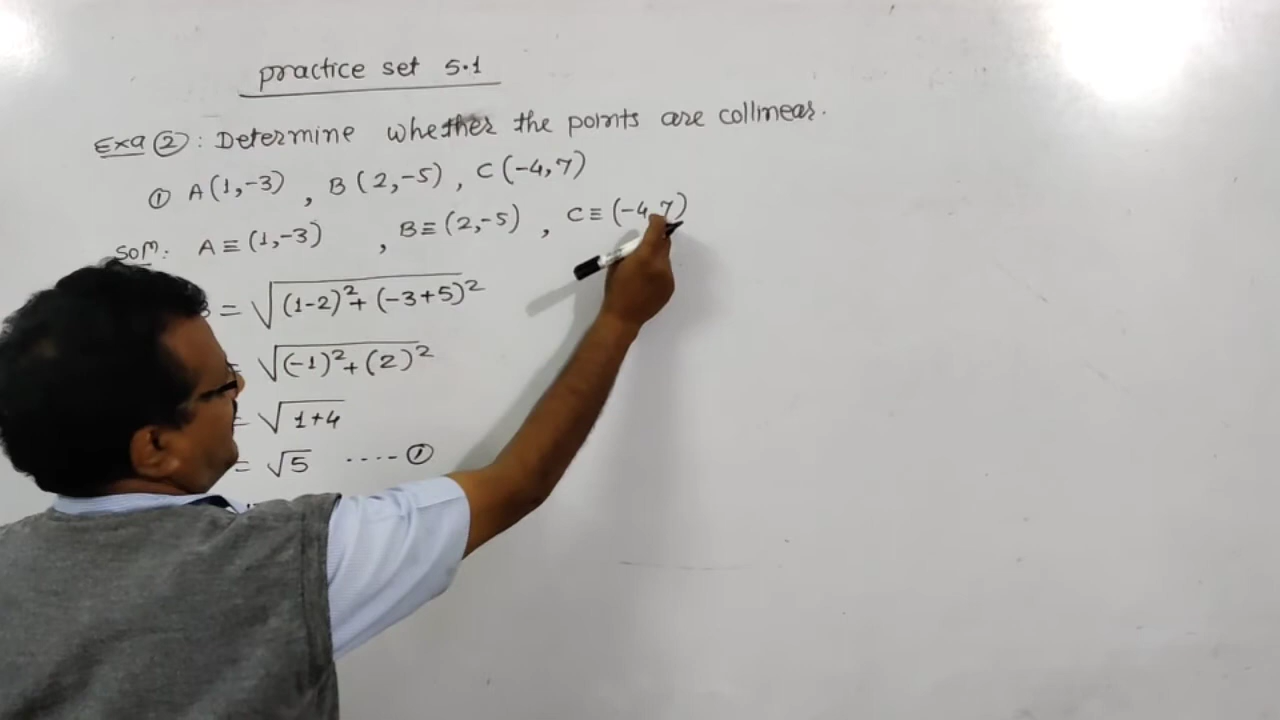 practice set 5.1
Exa ②: Determine whether the points are collinear.
① A(1,-3) , B(2,-5) , C(-4,7)
Soln: A ≡ (1,-3) , B ≡ (2,-5) , C ≡ (-4,7)
B = √(1-2)²+(-3+5)²
= √(-1)²+(2)²
= √1+4
= √5 ---- ①